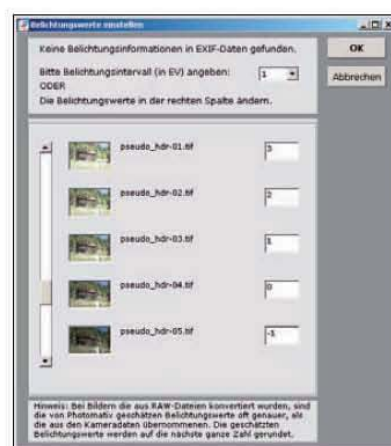 Belichtungswerte einstellen
Keine Belichtungsinformationen in EXIF-Daten gefunden.
OK
Bitte Belichtungsintervall (in EV) angeben:
1
Abbrechen
ODER
Die Belichtungswerte in der rechten Spalte ändern.
pseudo_hdr-01.tif
3
pseudo_hdr-02.tif
2
pseudo_hdr-03.tif
1
pseudo_hdr-04.tif
0
pseudo_hdr-05.tif
-1
Hinweis: Bei Bildern die aus RAW-Dateien konvertiert wurden, sind
die von Photomatix geschätzen Belichtungswerte oft genauer, als
die aus den Kameradaten übernommenen. Die geschätzten
Belichtungswerte werden auf die nächste ganze Zahl gerundet.